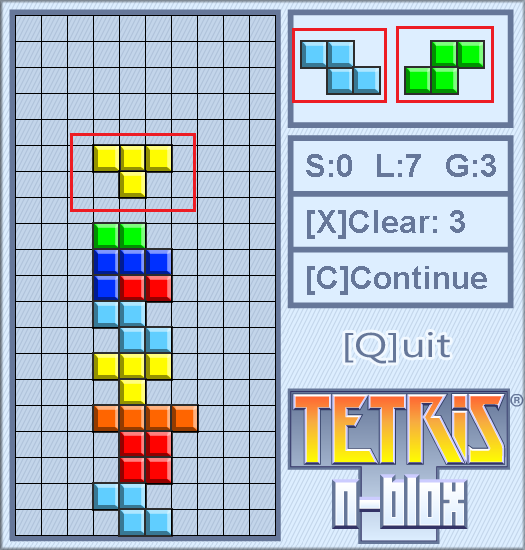 S:0 L:7 G:3
[X]Clear: 3
[C]Continue
[Q]uit
TETRIS®
n-blox